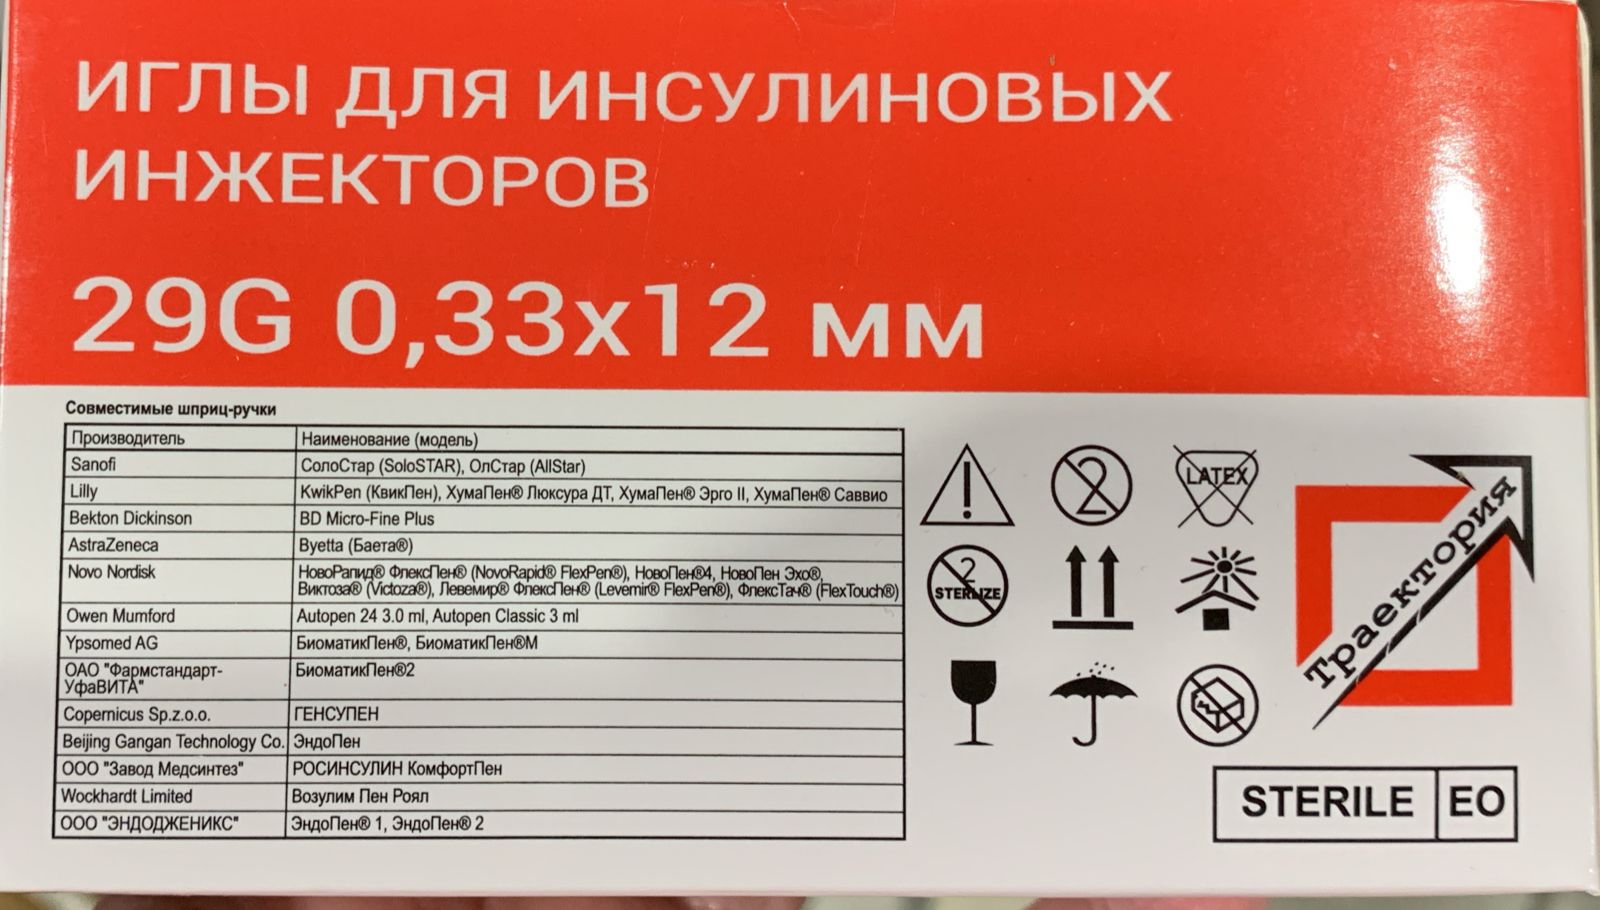 ИГЛЫ ДЛЯ ИНСУЛИНОВЫХ
ИНЖЕКТОРОВ
29G 0,33x12 мм
Совместимые шприц-ручки
Производитель Наименование (модель)
Sanofi СолоСтар (SoloSTAR), ОлСтар (AllStar)
Lilly KwikPen (КвикПен), ХумаПен® Люксура ДТ, ХумаПен® Эрго II, ХумаПен® Саввио
Bekton Dickinson BD Micro-Fine Plus
AstraZeneca Byetta (Баета®)
Novo Nordisk НовоРапид® ФлексПен® (NovoRapid® FlexPen®), НовоПен®4, НовоПен Эхо®,
Виктоза® (Victoza®), Левемир® ФлексПен® (Levemir® FlexPen®), ФлексТач® (FlexTouch®)
Owen Mumford Autopen 24 3.0 ml, Autopen Classic 3 ml
Ypsomed AG БиоматикПен®, БиоматикПен®М
ОАО "Фармстандарт- БиоматикПен®2
УфаВИТА"
Copernicus Sp.z.o.o. ГЕНСУПЕН
Beijing Gangan Technology Co. ЭндоПен
ООО "Завод Медсинтез" РОСИНСУЛИН КомфортПен
Wockhardt Limited Возулим Пен Роял
ООО "ЭНДОДЖЕНИКС" ЭндоПен® 1, ЭндоПен® 2
2
LATEX
2
STERILIZE
Траектория
STERILE EO